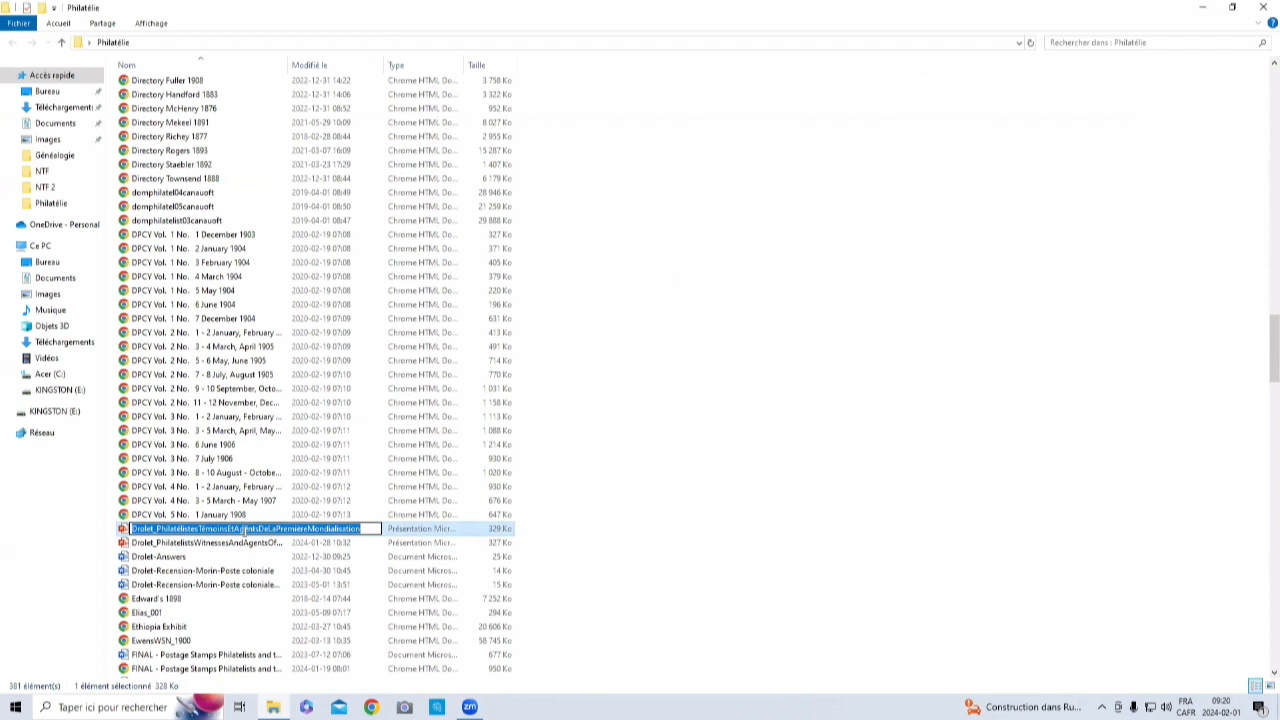 Philatélie
Fichier Accueil Partage Affichage
Philatélie Rechercher dans : Philatélie
Nom Modifié le Type Taille
Accès rapide
Bureau
Téléchargement:
Documents
Images
Généalogie
NTF
NTF 2
Philatélie
OneDrive - Personal
Ce PC
Bureau
Documents
Images
Musique
Objets 3D
Téléchargements
Vidéos
Acer (C:)
KINGSTON (E:)
KINGSTON (E:)
Réseau
Directory Fuller 1908 2022-12-31 14:22 Chrome HTML Do... 3 758 Ko
Directory Handford 1883 2022-12-31 14:06 Chrome HTML Do... 3 322 Ko
Directory McHenry 1876 2022-12-31 08:52 Chrome HTML Do... 952 Ko
Directory Mekeel 1891 2021-05-29 10:09 Chrome HTML Do... 8 027 Ko
Directory Richey 1877 2018-02-28 08:44 Chrome HTML Do... 2 955 Ko
Directory Rogers 1893 2021-03-07 16:09 Chrome HTML Do... 15 287 Ko
Directory Staebler 1892 2021-03-23 17:29 Chrome HTML Do... 1 407 Ko
Directory Townsend 1888 2022-12-31 08:44 Chrome HTML Do... 6 179 Ko
domphilatel04canauoft 2019-04-01 08:49 Chrome HTML Do... 28 946 Ko
domphilatel05canauoft 2019-04-01 08:50 Chrome HTML Do... 21 259 Ko
domphilatelist03canauoft 2019-04-01 08:47 Chrome HTML Do... 29 888 Ko
DPCY Vol. 1 No. 1 December 1903 2020-02-19 07:08 Chrome HTML Do... 327 Ko
DPCY Vol. 1 No. 2 January 1904 2020-02-19 07:08 Chrome HTML Do... 371 Ko
DPCY Vol. 1 No. 3 February 1904 2020-02-19 07:08 Chrome HTML Do... 405 Ko
DPCY Vol. 1 No. 4 March 1904 2020-02-19 07:08 Chrome HTML Do... 379 Ko
DPCY Vol. 1 No. 5 May 1904 2020-02-19 07:08 Chrome HTML Do... 220 Ko
DPCY Vol. 1 No. 6 June 1904 2020-02-19 07:08 Chrome HTML Do... 196 Ko
DPCY Vol. 1 No. 7 December 1904 2020-02-19 07:08 Chrome HTML Do... 631 Ko
DPCY Vol. 2 No. 1 - 2 January, February ... 2020-02-19 07:09 Chrome HTML Do... 413 Ko
DPCY Vol. 2 No. 3 - 4 March, April 1905 2020-02-19 07:09 Chrome HTML Do... 491 Ko
DPCY Vol. 2 No. 5 - 6 May, June 1905 2020-02-19 07:09 Chrome HTML Do... 714 Ko
DPCY Vol. 2 No. 7 - 8 July, August 1905 2020-02-19 07:10 Chrome HTML Do... 770 Ko
DPCY Vol. 2 No. 9 - 10 September, Octo... 2020-02-19 07:10 Chrome HTML Do... 1 031 Ko
DPCY Vol. 2 No. 11 - 12 November, Dec... 2020-02-19 07:10 Chrome HTML Do... 1 158 Ko
DPCY Vol. 3 No. 1 - 2 January, February ... 2020-02-19 07:10 Chrome HTML Do... 1 113 Ko
DPCY Vol. 3 No. 3 - 5 March, April, May... 2020-02-19 07:11 Chrome HTML Do... 1 088 Ko
DPCY Vol. 3 No. 6 June 1906 2020-02-19 07:11 Chrome HTML Do... 1 214 Ko
DPCY Vol. 3 No. 7 July 1906 2020-02-19 07:11 Chrome HTML Do... 930 Ko
DPCY Vol. 3 No. 8 - 10 August - Octobe... 2020-02-19 07:11 Chrome HTML Do... 1 020 Ko
DPCY Vol. 4 No. 1 - 2 January, February ... 2020-02-19 07:12 Chrome HTML Do... 930 Ko
DPCY Vol. 4 No. 3 - 5 March - May 1907 2020-02-19 07:12 Chrome HTML Do... 676 Ko
DPCY Vol. 5 No. 1 January 1908 2020-02-19 07:13 Chrome HTML Do... 647 Ko
Drolet_PhilatélistesTémoinsEtAgentsDeLaPremièreMondialisation Présentation Micr... 329 Ko
Drolet_PhilatelistsWitnessesAndAgentsOf... 2024-01-28 10:32 Présentation Micr... 327 Ko
Drolet-Answers 2022-12-30 09:25 Document Micros... 25 Ko
Drolet-Recension-Morin-Poste coloniale 2023-04-30 10:45 Document Micros... 14 Ko
Drolet-Recension-Morin-Poste coloniale... 2023-05-01 13:51 Document Micros... 15 Ko
Edward's 1898 2018-02-14 07:44 Chrome HTML Do... 7 252 Ko
Elias_001 2023-05-09 07:17 Chrome HTML Do... 294 Ko
Ethiopia Exhibit 2022-03-27 10:45 Chrome HTML Do... 20 606 Ko
EwensWSN_1900 2022-03-13 10:35 Chrome HTML Do... 58 745 Ko
FINAL - Postage Stamps Philatelists and t... 2023-07-12 07:06 Document Micros... 677 Ko
FINAL - Postage Stamps Philatelists and t... 2024-01-19 08:01 Chrome HTML Do... 950 Ko
381 élément(s) 1 élément sélectionné 328 Ko
Taper ici pour rechercher zm Construction dans Ru... FRA 09:20
CAFR 2024-02-01